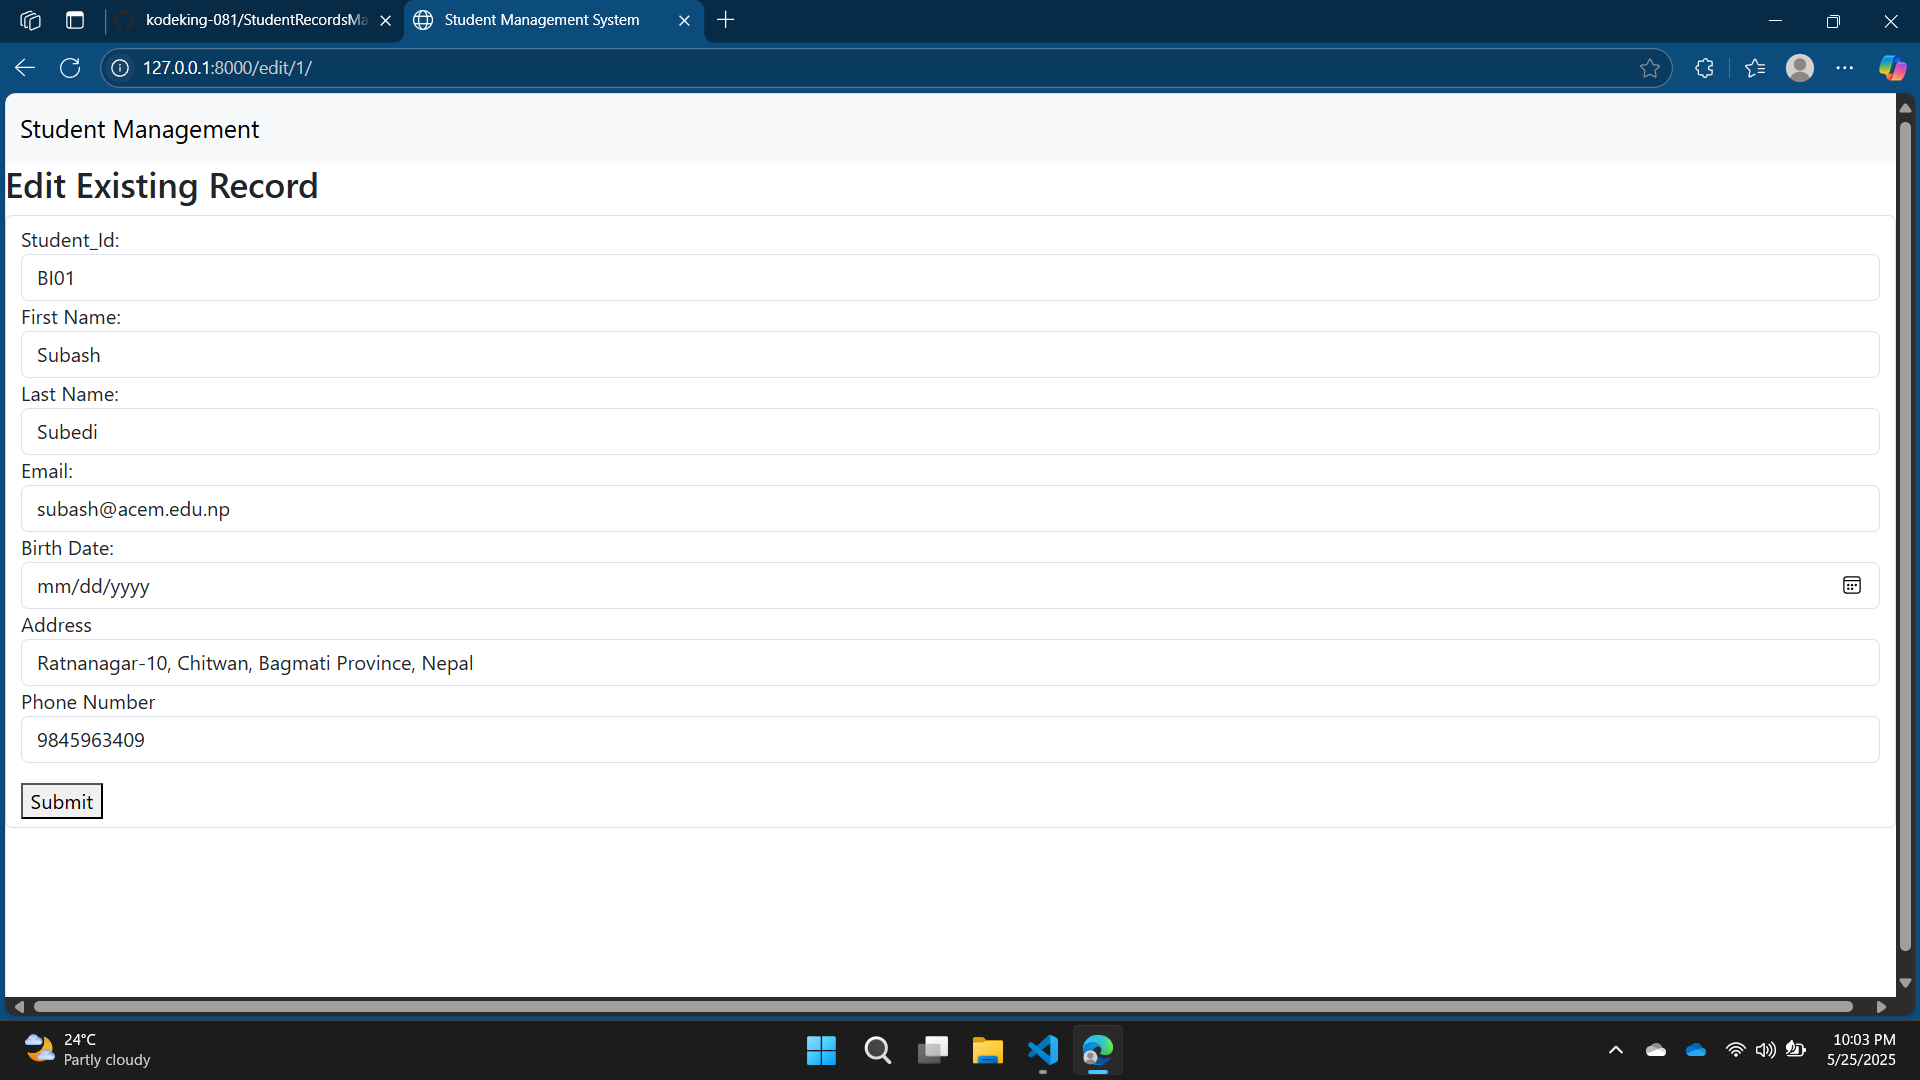 kodeking-081/StudentRecordsMa
Student Management System
127.0.0.1:8000/edit/1/
Student Management
Edit Existing Record
Student_Id:
BI01
First Name:
Subash
Last Name:
Subedi
Email:
subash@acem.edu.np
Birth Date:
mm/dd/yyyy
Address
Ratnanagar-10, Chitwan, Bagmati Province, Nepal
Phone Number
9845963409
Submit
24°C
Partly cloudy
10:03 PM
5/25/2025